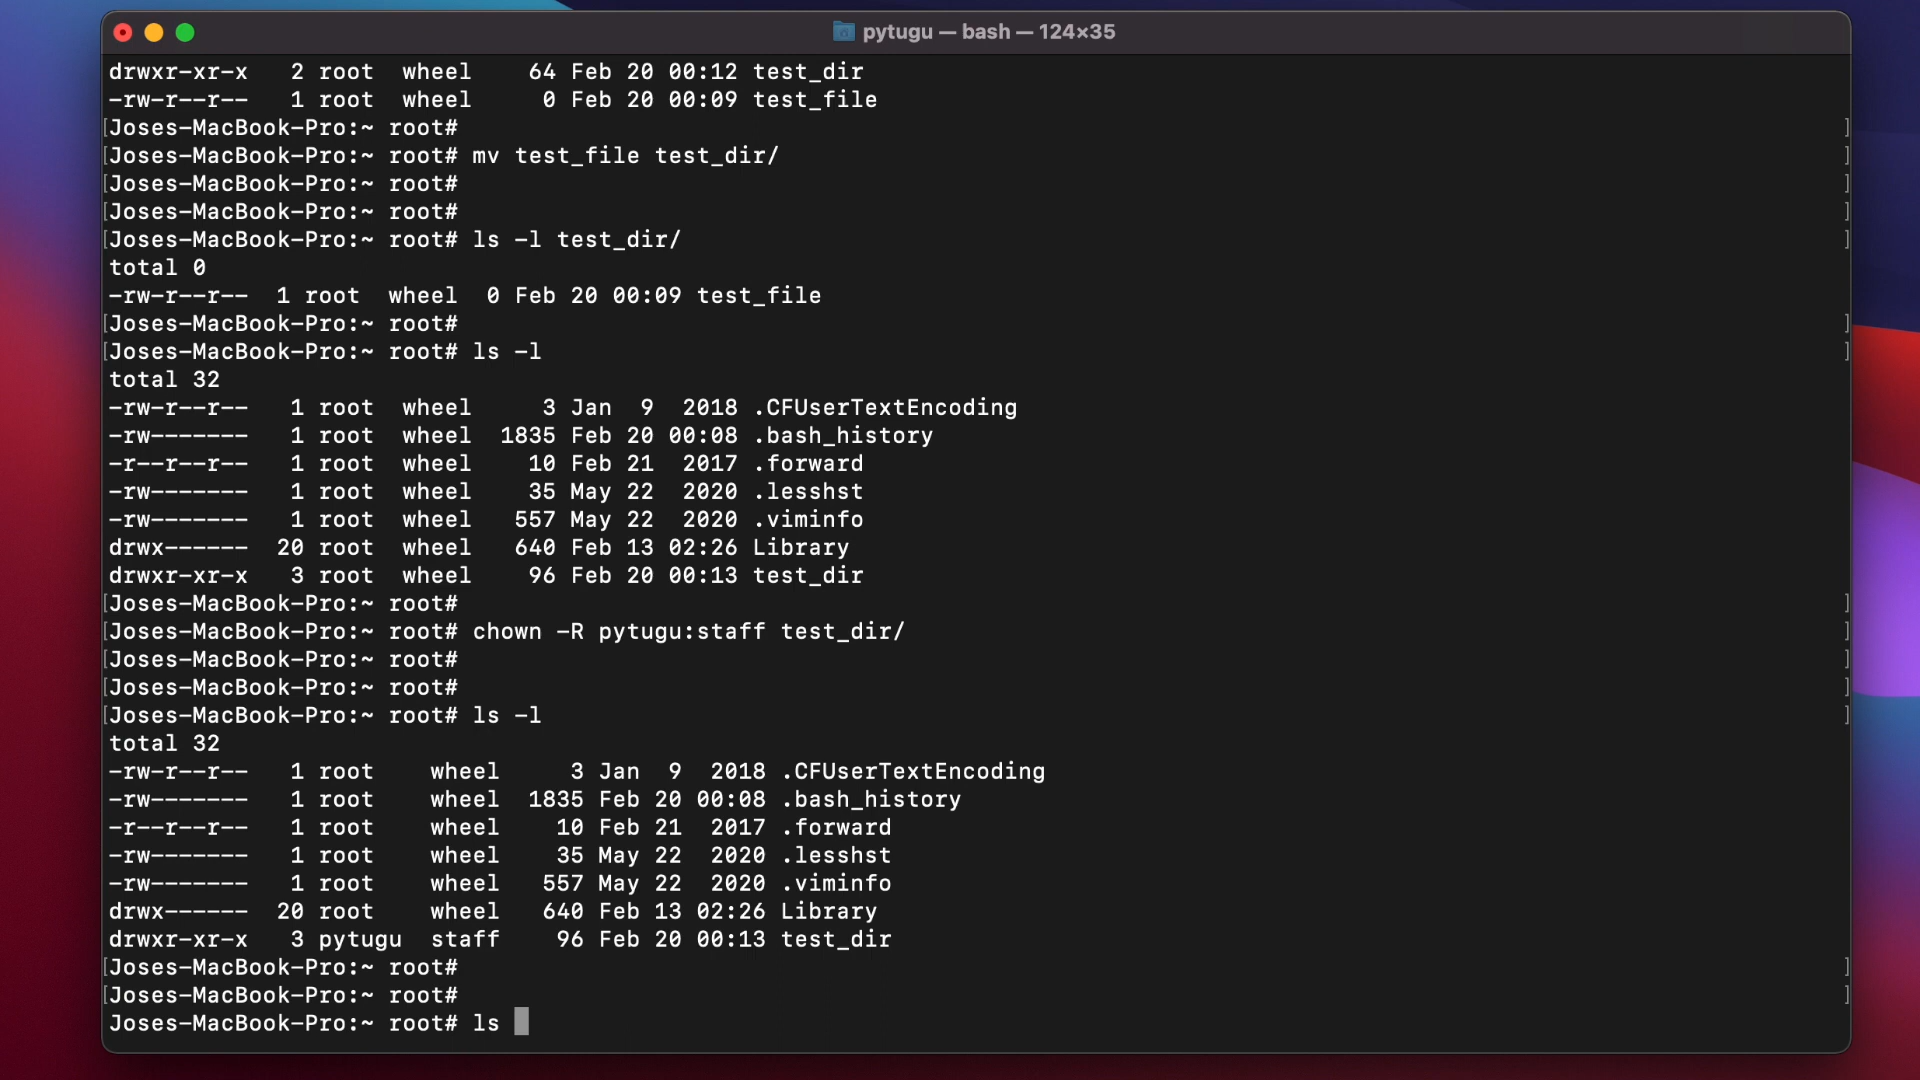 pytugu — bash — 124×35
drwxr-xr-x   2 root  wheel    64 Feb 20 00:12 test_dir
-rw-r--r--   1 root  wheel     0 Feb 20 00:09 test_file
[Joses-MacBook-Pro:~ root# ]
[Joses-MacBook-Pro:~ root# mv test_file test_dir/ ]
[Joses-MacBook-Pro:~ root# ]
[Joses-MacBook-Pro:~ root# ]
[Joses-MacBook-Pro:~ root# ls -l test_dir/ ]
total 0
-rw-r--r--  1 root  wheel  0 Feb 20 00:09 test_file
[Joses-MacBook-Pro:~ root# ]
[Joses-MacBook-Pro:~ root# ls -l ]
total 32
-rw-r--r--   1 root  wheel     3 Jan  9  2018 .CFUserTextEncoding
-rw-------   1 root  wheel  1835 Feb 20 00:08 .bash_history
-r--r--r--   1 root  wheel    10 Feb 21  2017 .forward
-rw-------   1 root  wheel    35 May 22  2020 .lesshst
-rw-------   1 root  wheel   557 May 22  2020 .viminfo
drwx------  20 root  wheel   640 Feb 13 02:26 Library
drwxr-xr-x   3 root  wheel    96 Feb 20 00:13 test_dir
[Joses-MacBook-Pro:~ root# ]
[Joses-MacBook-Pro:~ root# chown -R pytugu:staff test_dir/ ]
[Joses-MacBook-Pro:~ root# ]
[Joses-MacBook-Pro:~ root# ]
[Joses-MacBook-Pro:~ root# ls -l ]
total 32
-rw-r--r--   1 root    wheel     3 Jan  9  2018 .CFUserTextEncoding
-rw-------   1 root    wheel  1835 Feb 20 00:08 .bash_history
-r--r--r--   1 root    wheel    10 Feb 21  2017 .forward
-rw-------   1 root    wheel    35 May 22  2020 .lesshst
-rw-------   1 root    wheel   557 May 22  2020 .viminfo
drwx------  20 root    wheel   640 Feb 13 02:26 Library
drwxr-xr-x   3 pytugu  staff    96 Feb 20 00:13 test_dir
[Joses-MacBook-Pro:~ root# ]
[Joses-MacBook-Pro:~ root# ]
Joses-MacBook-Pro:~ root# ls